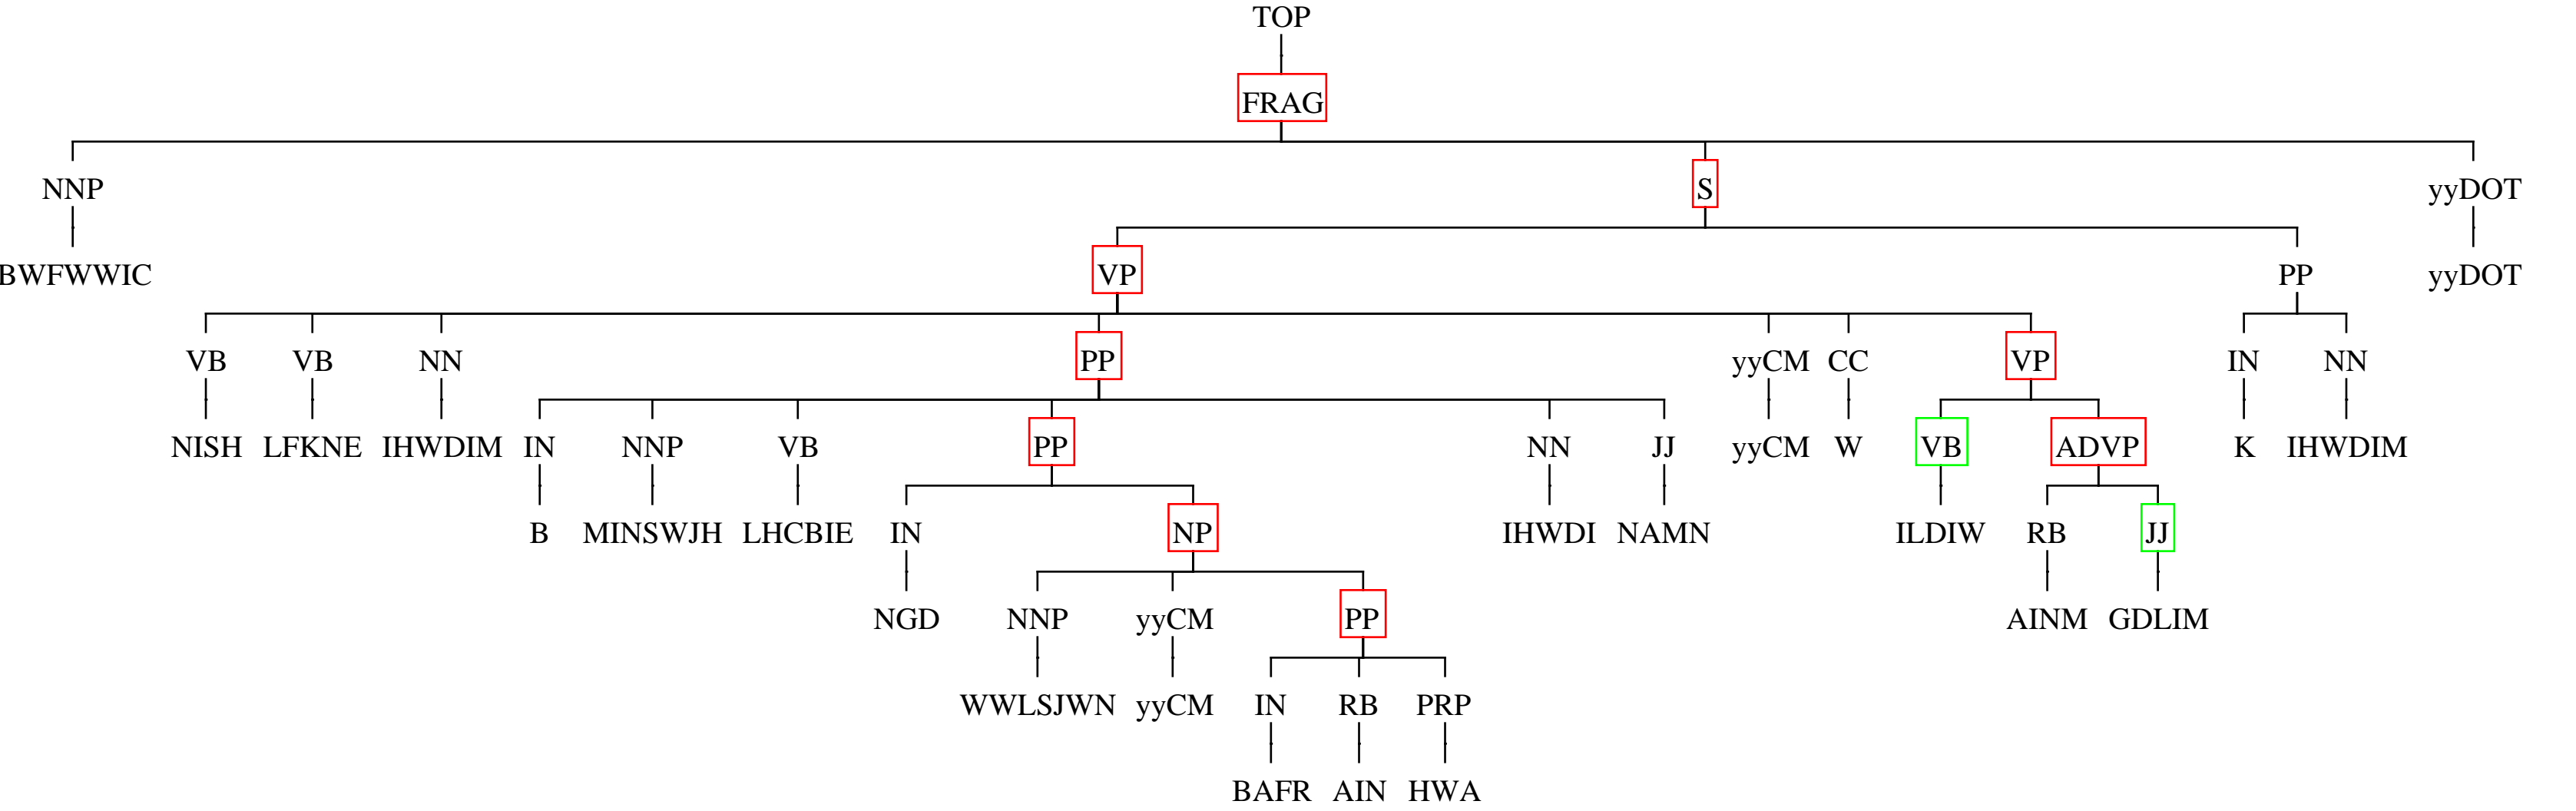 TOP
FRAG
NNP S yyDOT
BWFWWIC VP PP yyDOT
VB VB NN PP yyCM CC VP IN NN
NISH LFKNE IHWDIM IN NNP VB PP NN JJ yyCM W VB ADVP K IHWDIM
B MINSWJH LHCBIE IN NP IHWDI NAMN ILDIW RB JJ
NGD NNP yyCM PP AINM GDLIM
WWLSJWN yyCM IN RB PRP
BAFR AIN HWA